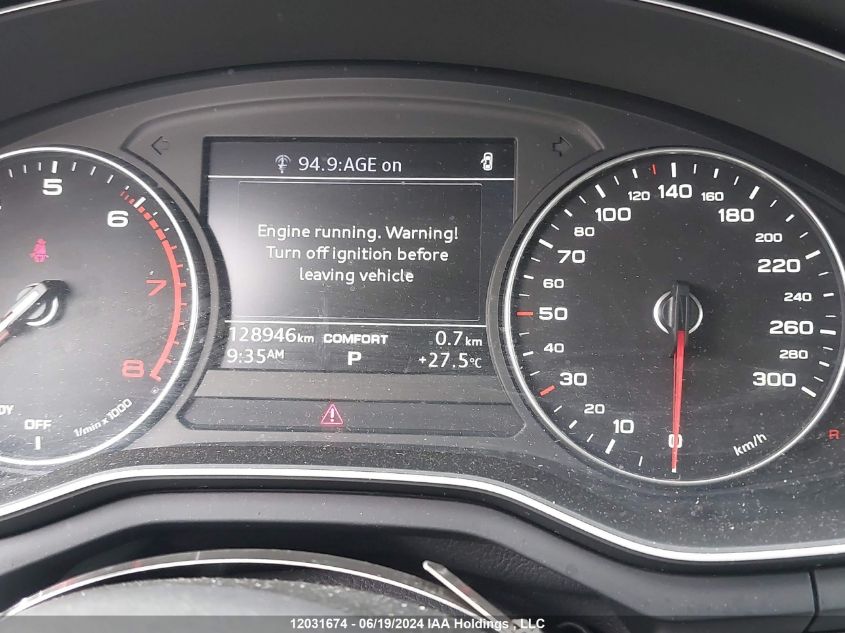 94.9:AGE on
Engine running. Warning!
Turn off ignition before
leaving vehicle
128946km COMFORT 0.7 km
9:35AM P +27.5°C
5
6
7
8
1/min x 1000
OFF
0
10
20
30
40
50
60
70
80
100
120
140
160
180
200
220
240
260
280
300
km/h
R
12031674 - 06/19/2024 IAA Holdings , LLC